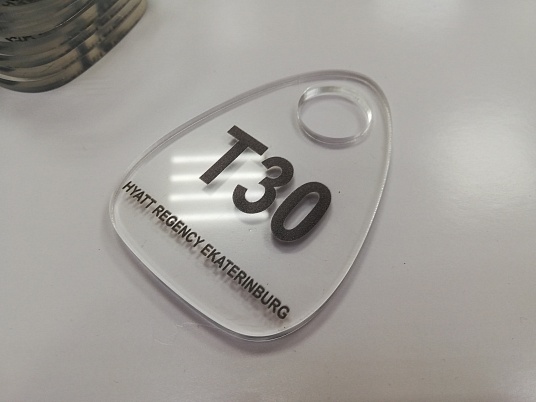 T30
HYATT REGENCY EKATERINBURG